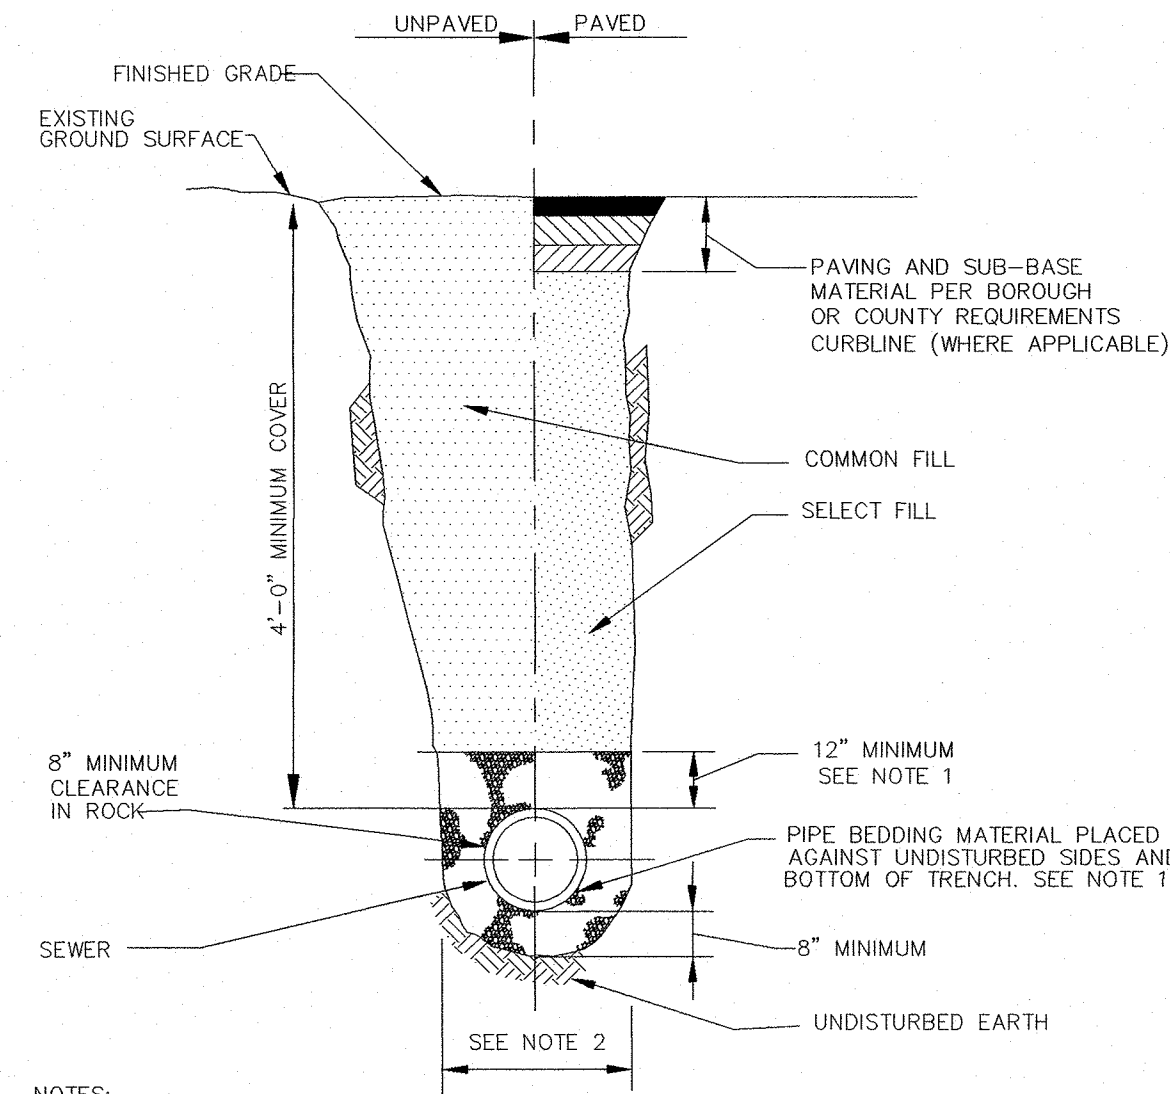 UNPAVED
PAVED
FINISHED GRADE
EXISTING
GROUND SURFACE
PAVING AND SUB-BASE
MATERIAL PER BOROUGH
OR COUNTY REQUIREMENTS
CURBLINE (WHERE APPLICABLE)
4'-0" MINIMUM COVER
COMMON FILL
SELECT FILL
8" MINIMUM
CLEARANCE
IN ROCK
12" MINIMUM
SEE NOTE 1
PIPE BEDDING MATERIAL PLACED
AGAINST UNDISTURBED SIDES AND
BOTTOM OF TRENCH. SEE NOTE 1
SEWER
8" MINIMUM
UNDISTURBED EARTH
SEE NOTE 2
NOTES: